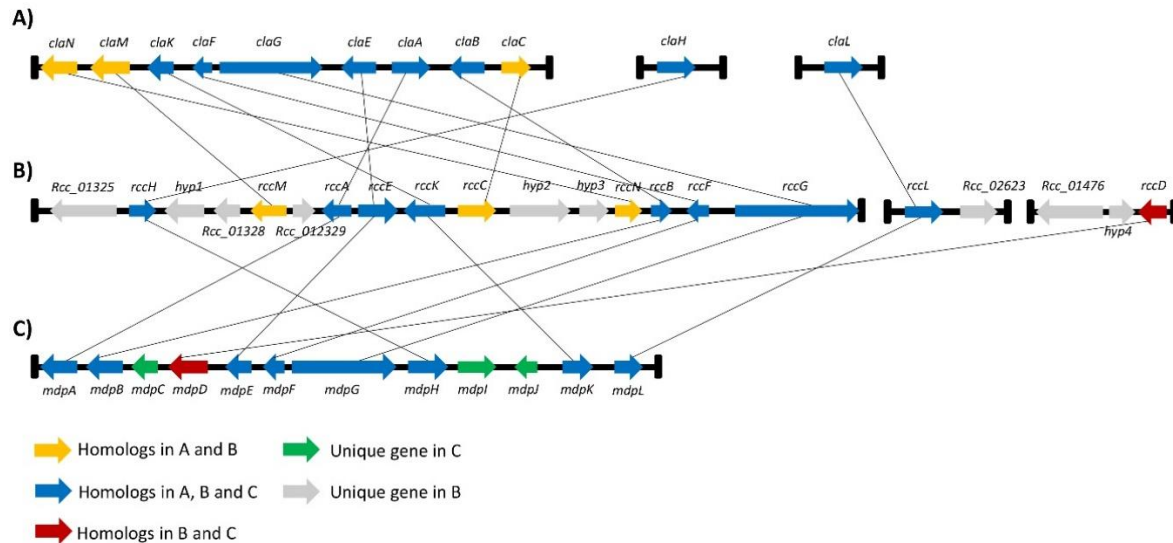 A)
claN claM claK claF claG claE claA claB claC claH claL
B)
Rcc_01325 rccH hyp1 rccM rccA rccE rccK rccC hyp2 hyp3 rccN rccB rccF rccG rccL Rcc_02623 Rcc_01476 rccD
Rcc_01328 Rcc_012329 hyp4
C)
mdpA mdpB mdpC mdpD mdpE mdpF mdpG mdpH mdpI mdpJ mdpK mdpL
Homologs in A and B Unique gene in C
Homologs in A, B and C Unique gene in B
Homologs in B and C